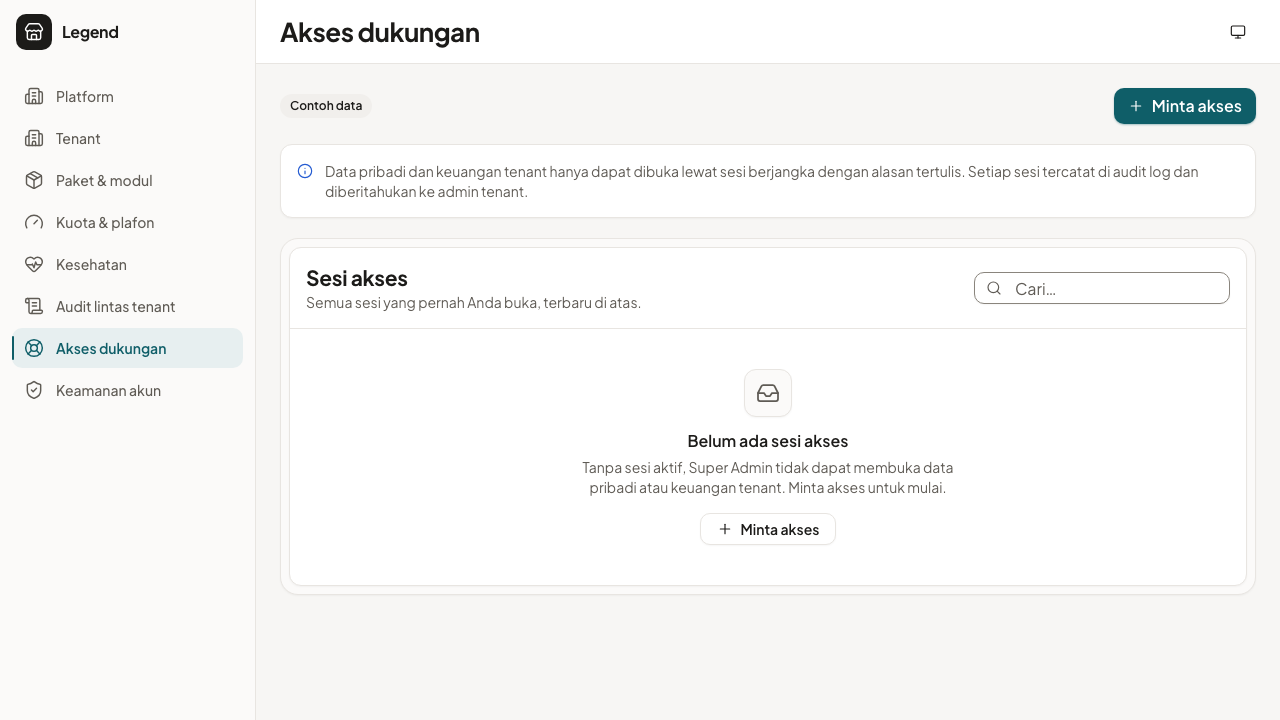 Legend
Akses dukungan
Platform
Tenant
Paket & modul
Kuota & plafon
Kesehatan
Audit lintas tenant
Akses dukungan
Keamanan akun
Contoh data
Minta akses
Data pribadi dan keuangan tenant hanya dapat dibuka lewat sesi berjangka dengan alasan tertulis. Setiap sesi tercatat di audit log dan
diberitahukan ke admin tenant.
Sesi akses
Semua sesi yang pernah Anda buka, terbaru di atas.
Cari...
Belum ada sesi akses
Tanpa sesi aktif, Super Admin tidak dapat membuka data
pribadi atau keuangan tenant. Minta akses untuk mulai.
Minta akses